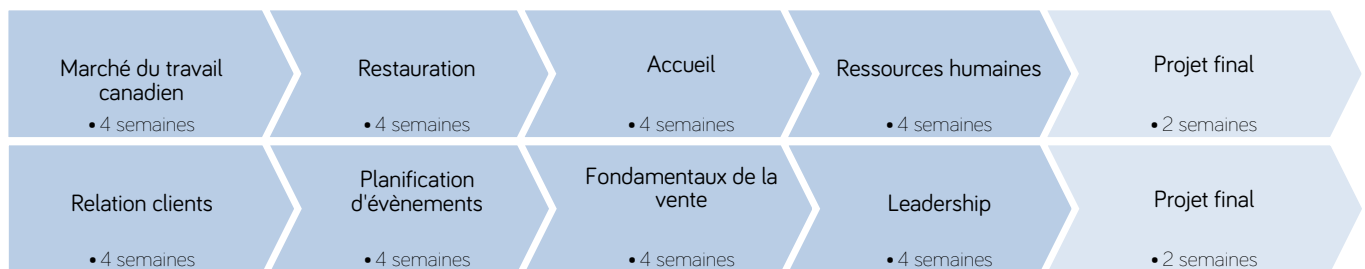 Marché du travail
canadien
• 4 semaines
Restauration
• 4 semaines
Accueil
• 4 semaines
Ressources humaines
• 4 semaines
Projet final
• 2 semaines
Relation clients
• 4 semaines
Planification
d'évènements
• 4 semaines
Fondamentaux de la
vente
• 4 semaines
Leadership
• 4 semaines
Projet final
• 2 semaines